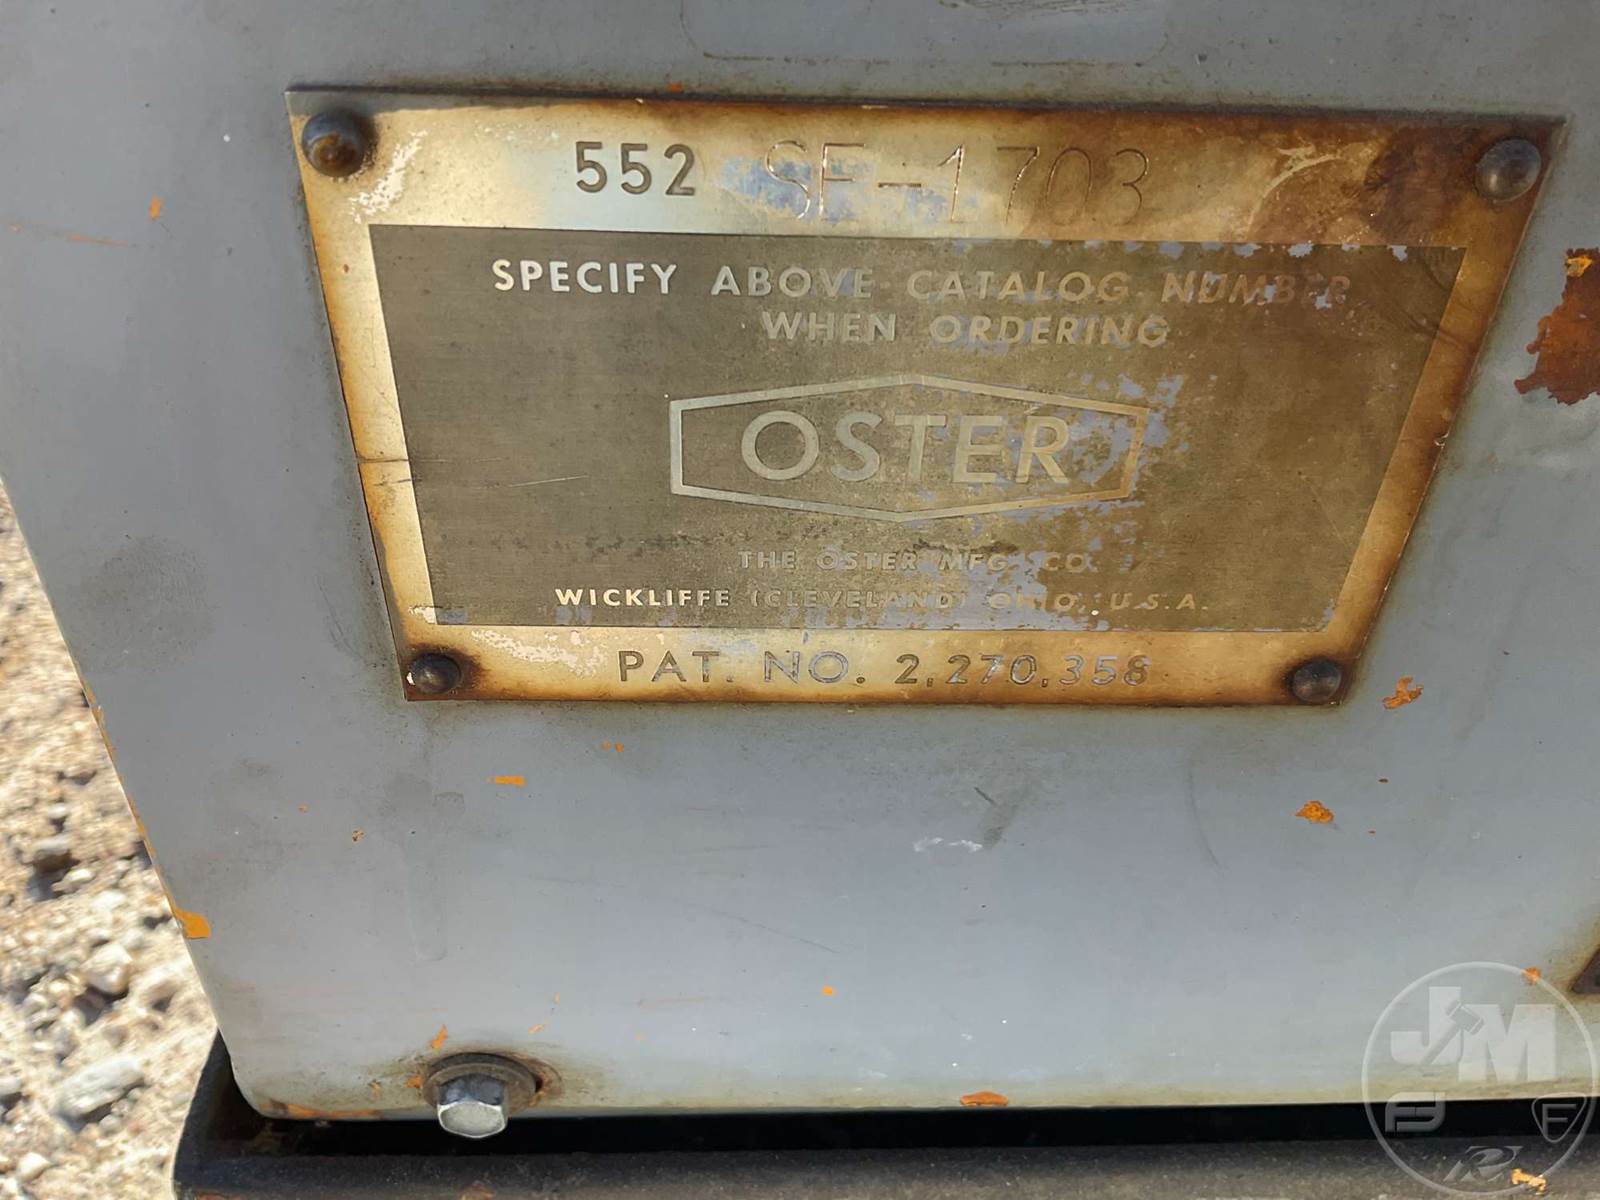 552 SF-1703
SPECIFY ABOVE CATALOG NUMBER
WHEN ORDERING
OSTER
THE OSTER MFG. CO.
WICKLIFFE (CLEVELAND) OHIO, U.S.A.
PAT. NO. 2,270,358
JM